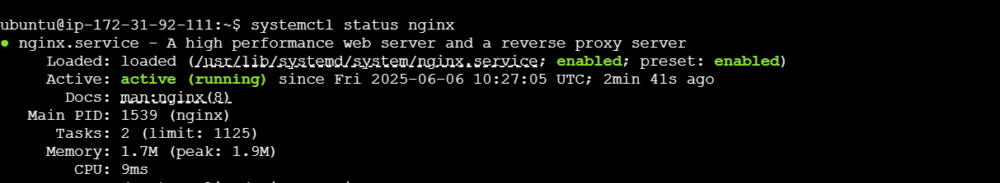 ubuntu@ip-172-31-92-111:~$ systemctl status nginx
● nginx.service - A high performance web server and a reverse proxy server
     Loaded: loaded (/usr/lib/systemd/system/nginx.service; enabled; preset: enabled)
     Active: active (running) since Fri 2025-06-06 10:27:05 UTC; 2min 41s ago
       Docs: man:nginx(8)
   Main PID: 1539 (nginx)
      Tasks: 2 (limit: 1125)
     Memory: 1.7M (peak: 1.9M)
        CPU: 9ms